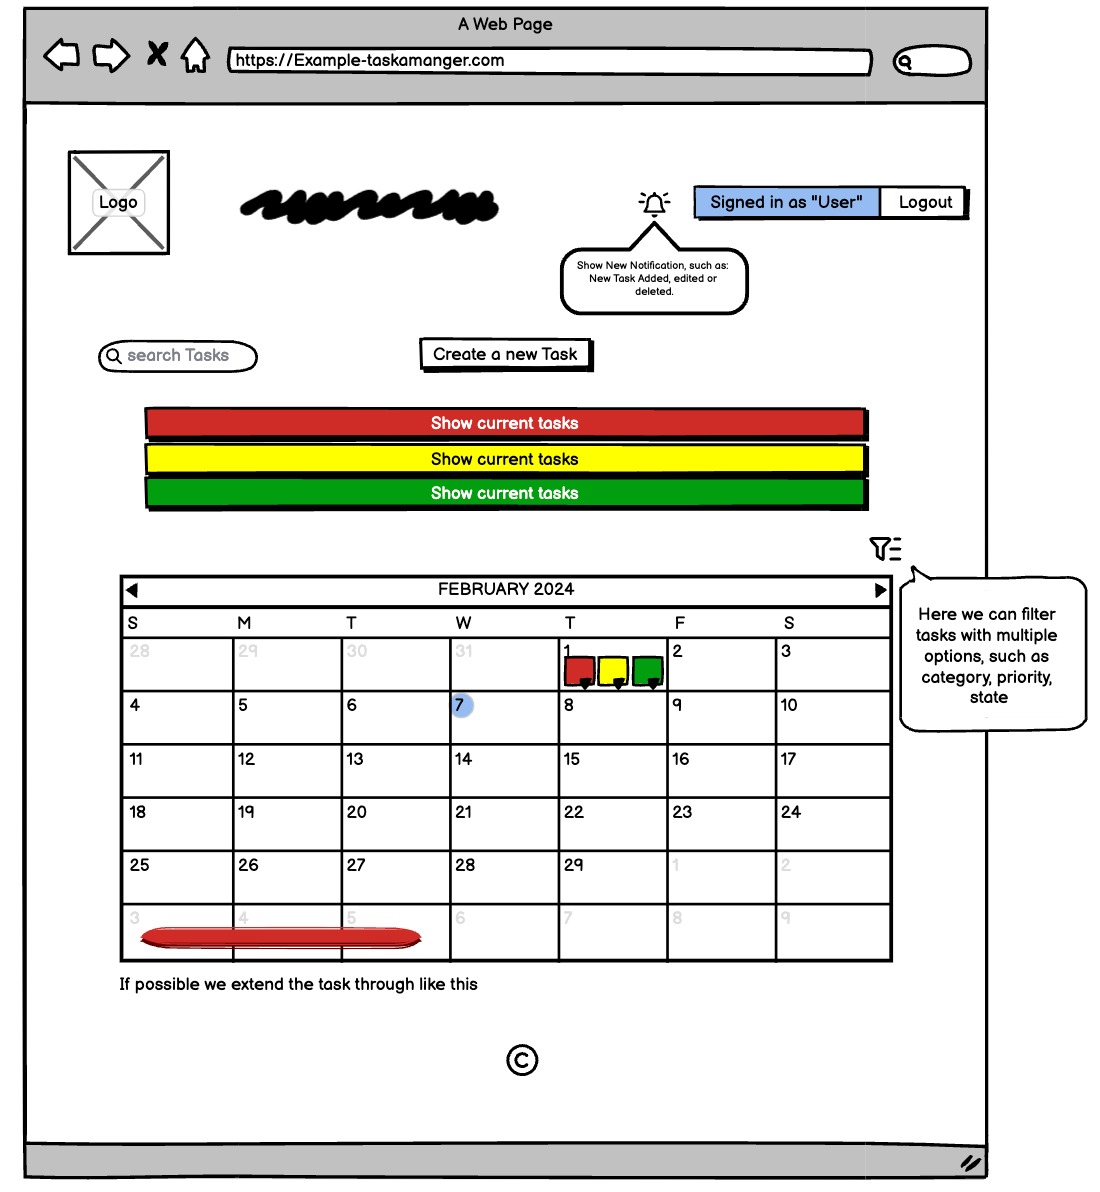 A Web Page
https://Example-taskamanger.com
Logo
Signed in as "User"
Logout
Show New Notification, such as:
New Task Added, edited or
deleted.
search Tasks
Create a new Task
Show current tasks
Show current tasks
Show current tasks
FEBRUARY 2024
S M T W T F S
28 29 30 31 1 2 3
4 5 6 7 8 9 10
11 12 13 14 15 16 17
18 19 20 21 22 23 24
25 26 27 28 29 1 2
3 4 5 6 7 8 9
Here we can filter
tasks with multiple
options, such as
category, priority,
state
If possible we extend the task through like this
©